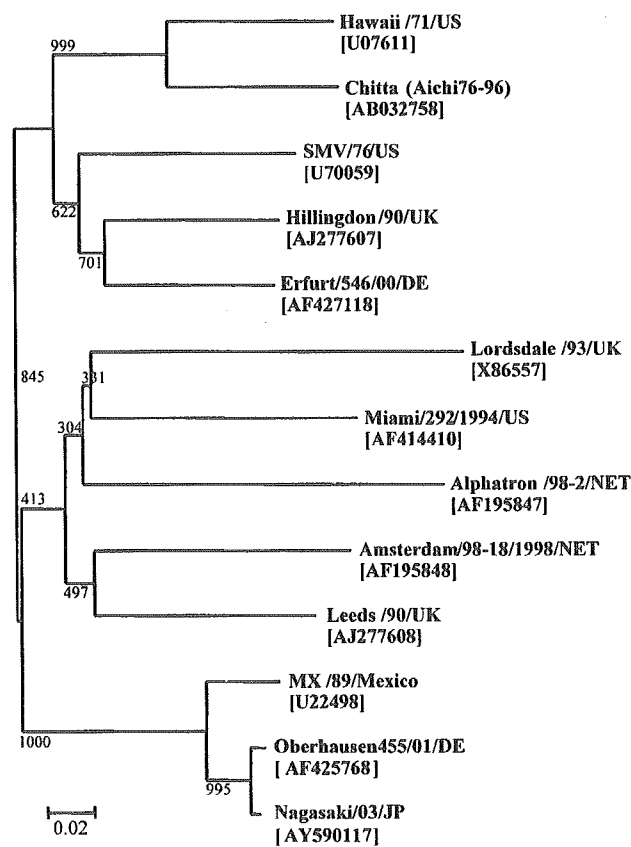 999
Hawaii /71/US
[U07611]
Chitta (Aichi76-96)
[AB032758]
SMV/76/US
[U70059]
622
Hillingdon /90/UK
[AJ277607]
701
Erfurt/546/00/DE
[AF427118]
Lordsdale /93/UK
[X86557]
845
331
Miami/292/1994/US
[AF414410]
304
Alphatron /98-2/NET
[AF195847]
413
Amsterdam/98-18/1998/NET
[AF195848]
497
Leeds /90/UK
[AJ277608]
MX /89/Mexico
[U22498]
1000
Oberhausen455/01/DE
[ AF425768]
995
Nagasaki/03/JP
[AY590117]
0.02